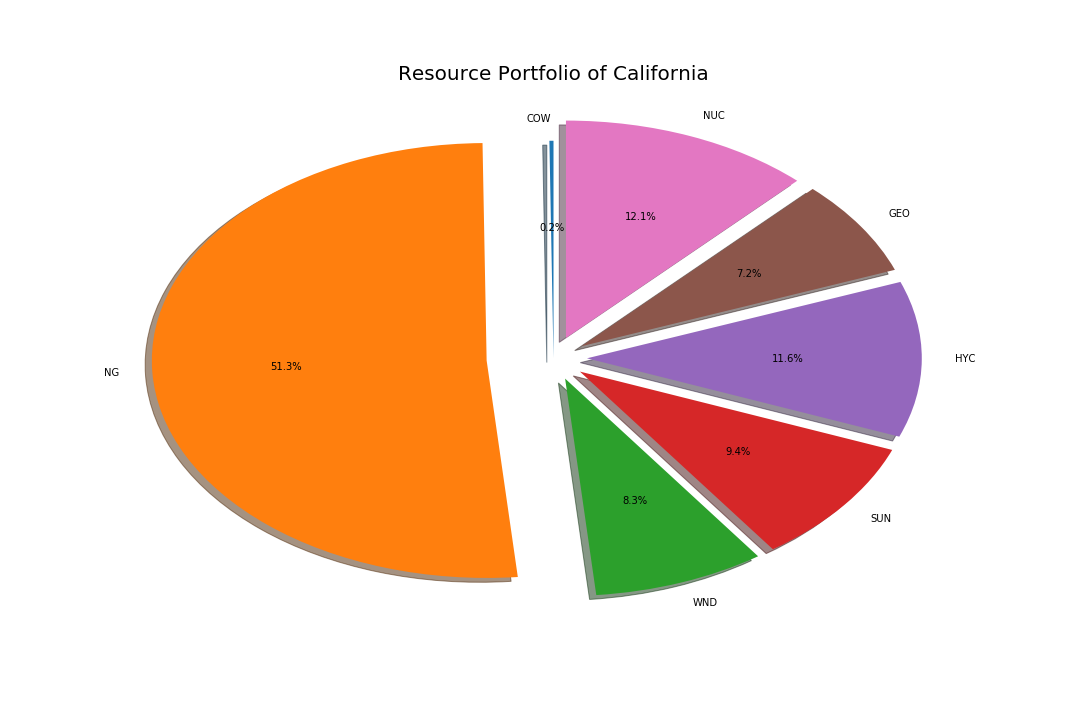 Resource Portfolio of California
COW
NUC
0.2%
12.1%
GEO
7.2%
NG
51.3%
11.6%
HYC
9.4%
8.3%
SUN
WND